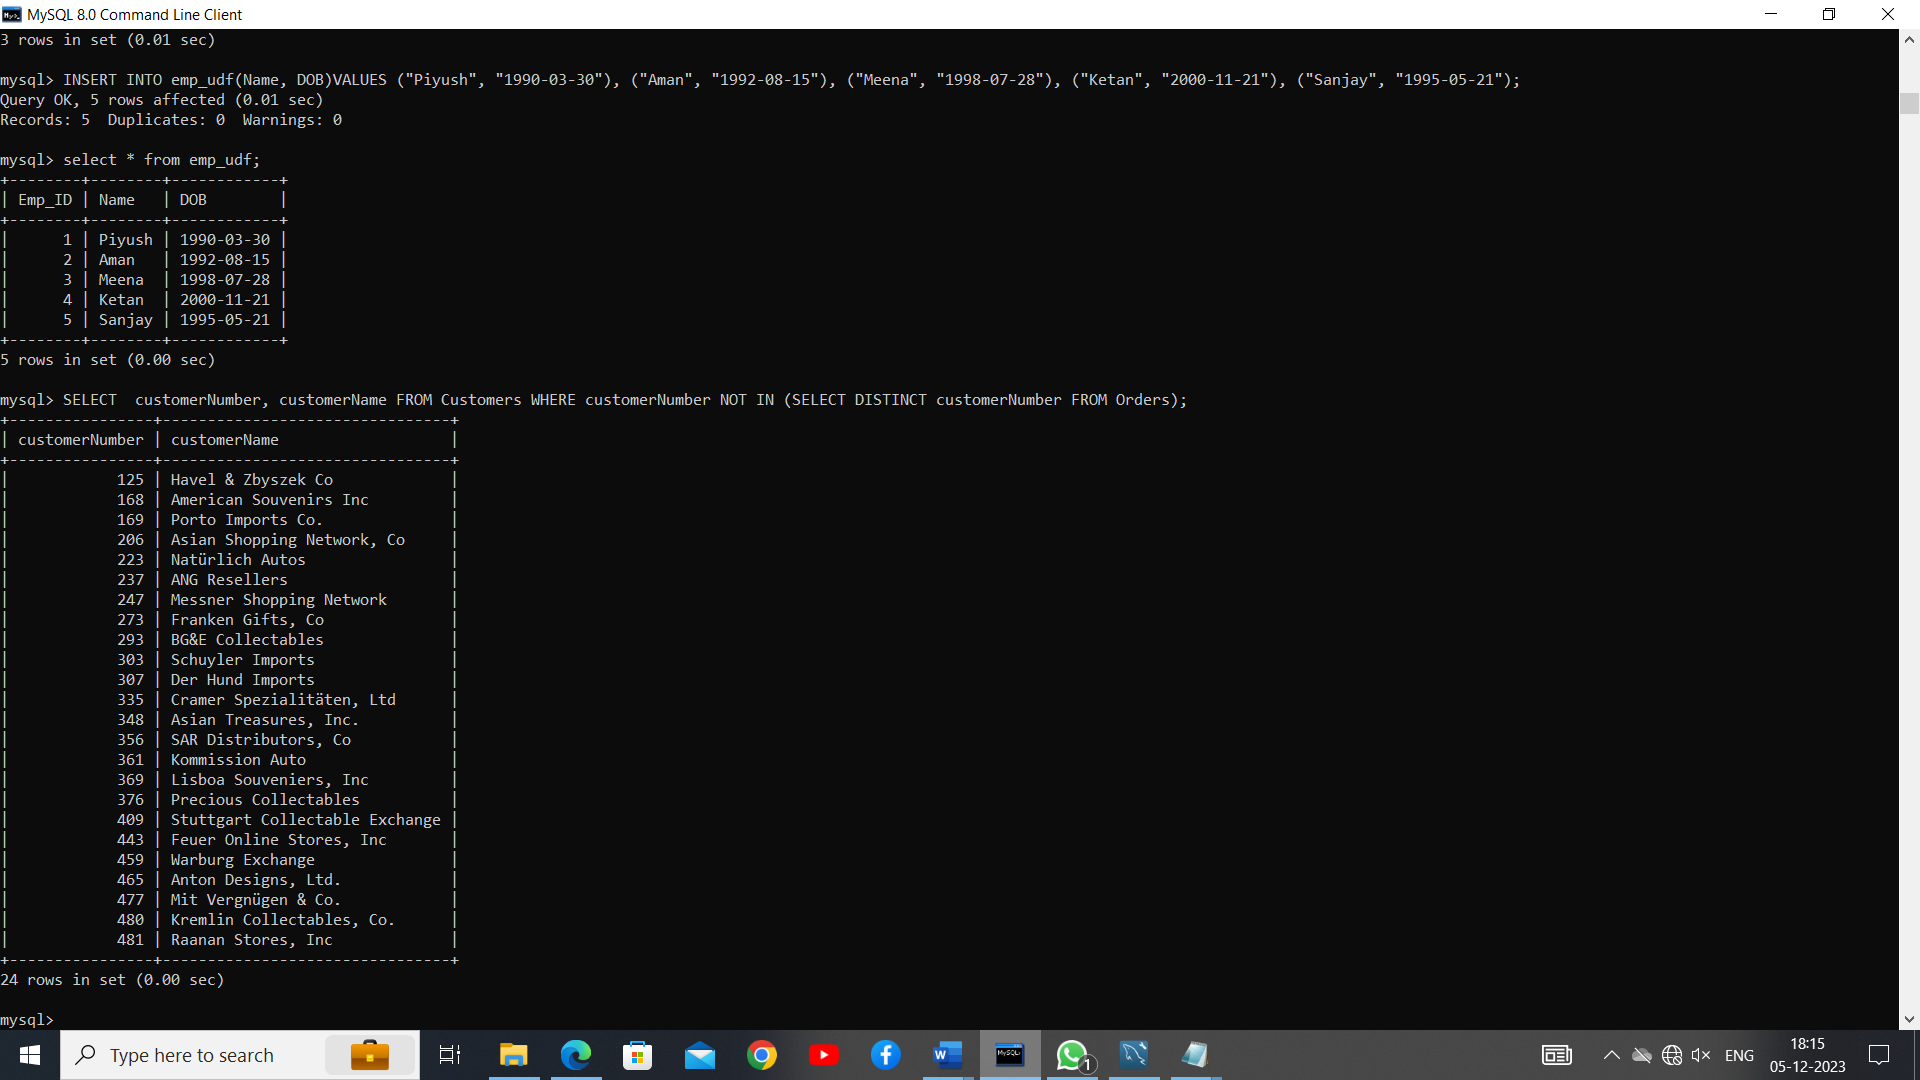 MySQL 8.0 Command Line Client
3 rows in set (0.01 sec)
mysql> INSERT INTO emp_udf(Name, DOB)VALUES ("Piyush", "1990-03-30"), ("Aman", "1992-08-15"), ("Meena", "1998-07-28"), ("Ketan", "2000-11-21"), ("Sanjay", "1995-05-21");
Query OK, 5 rows affected (0.01 sec)
Records: 5  Duplicates: 0  Warnings: 0
mysql> select * from emp_udf;
+--------+--------+------------+
| Emp_ID | Name   | DOB        |
+--------+--------+------------+
|      1 | Piyush | 1990-03-30 |
|      2 | Aman   | 1992-08-15 |
|      3 | Meena  | 1998-07-28 |
|      4 | Ketan  | 2000-11-21 |
|      5 | Sanjay | 1995-05-21 |
+--------+--------+------------+
5 rows in set (0.00 sec)
mysql> SELECT  customerNumber, customerName FROM Customers WHERE customerNumber NOT IN (SELECT DISTINCT customerNumber FROM Orders);
+----------------+--------------------------------+
| customerNumber | customerName                   |
+----------------+--------------------------------+
|            125 | Havel & Zbyszek Co             |
|            168 | American Souvenirs Inc         |
|            169 | Porto Imports Co.              |
|            206 | Asian Shopping Network, Co     |
|            223 | Natürlich Autos                |
|            237 | ANG Resellers                  |
|            247 | Messner Shopping Network       |
|            273 | Franken Gifts, Co              |
|            293 | BG&E Collectables              |
|            303 | Schuyler Imports               |
|            307 | Der Hund Imports               |
|            335 | Cramer Spezialitäten, Ltd      |
|            348 | Asian Treasures, Inc.          |
|            356 | SAR Distributors, Co           |
|            361 | Kommission Auto                |
|            369 | Lisboa Souveniers, Inc         |
|            376 | Precious Collectables          |
|            409 | Stuttgart Collectable Exchange |
|            443 | Feuer Online Stores, Inc       |
|            459 | Warburg Exchange               |
|            465 | Anton Designs, Ltd.            |
|            477 | Mit Vergnügen & Co.            |
|            480 | Kremlin Collectables, Co.      |
|            481 | Raanan Stores, Inc             |
+----------------+--------------------------------+
24 rows in set (0.00 sec)
mysql>
Type here to search
W
MySQL
1
ENG
18:15
05-12-2023